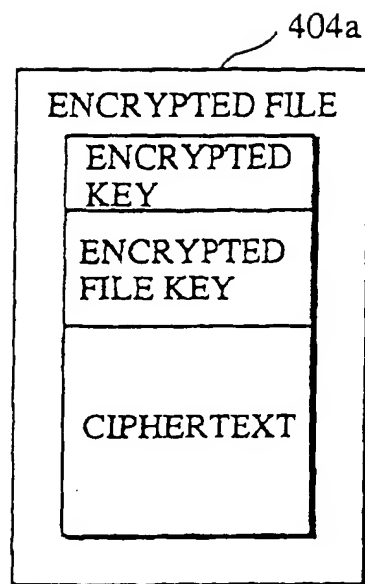 404a
ENCRYPTED FILE
ENCRYPTED
KEY
ENCRYPTED
FILE KEY
CIPHERTEXT